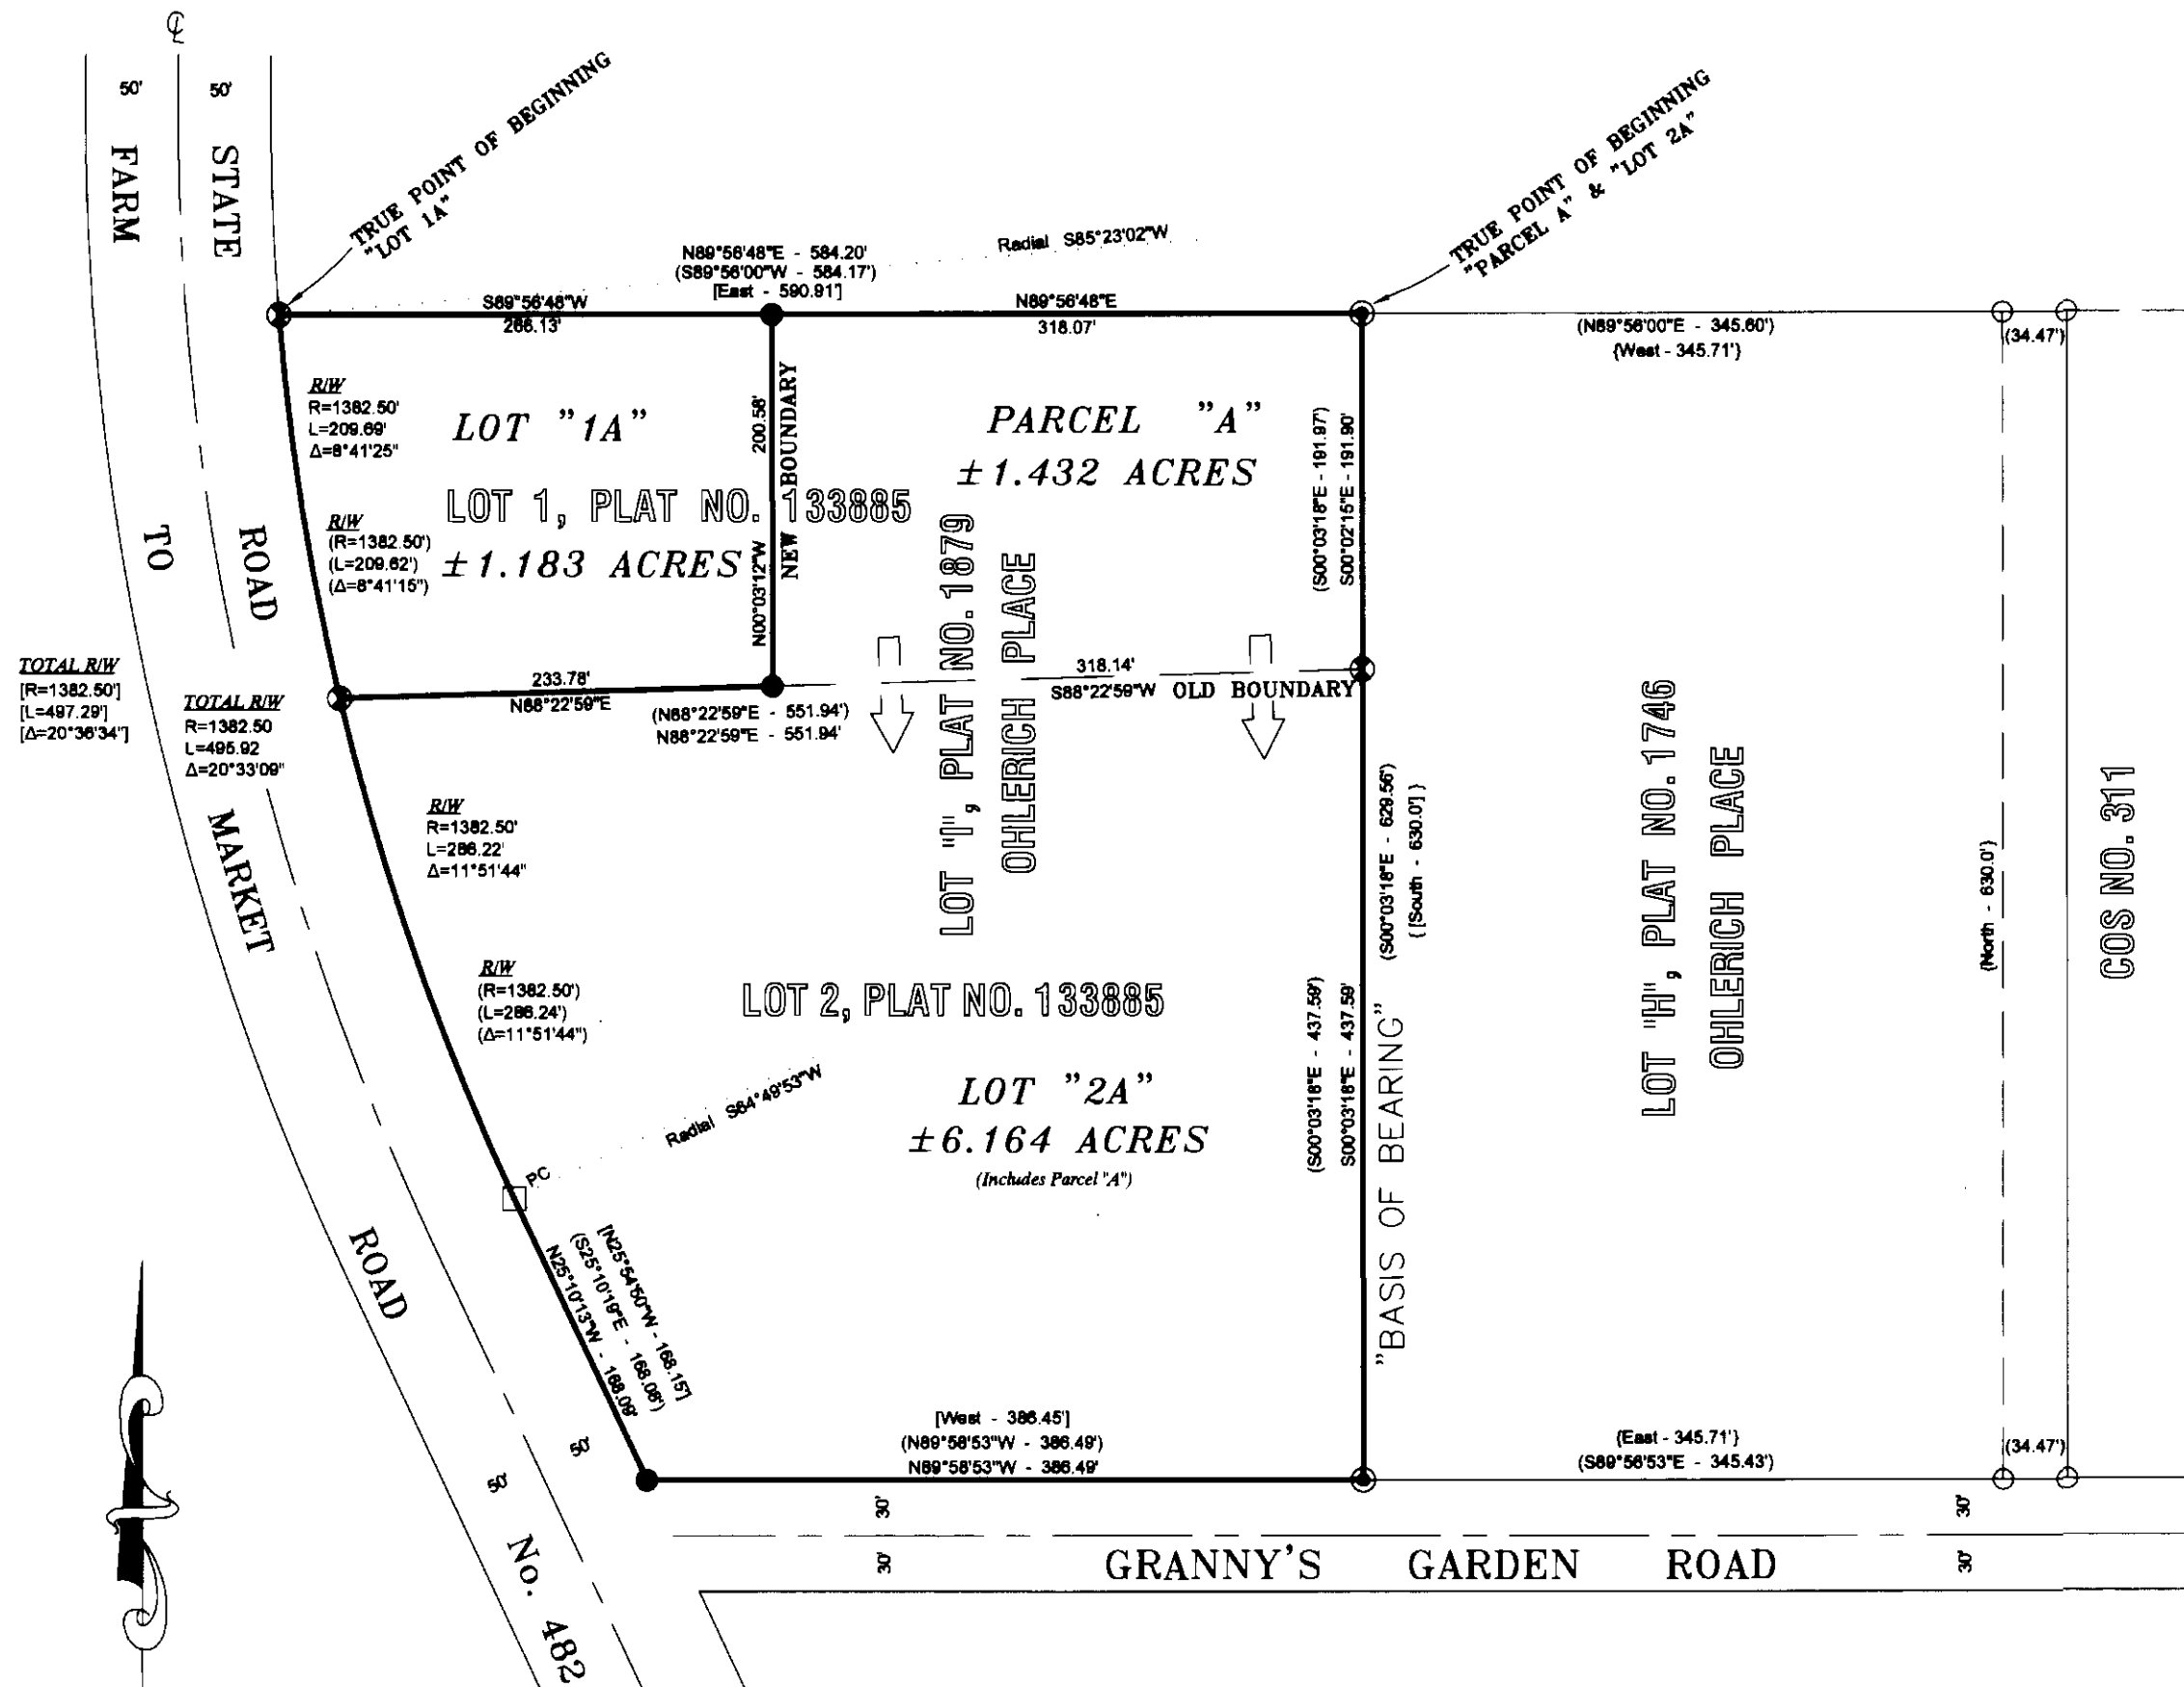 ℄
50'
50'
STATE
FARM
ROAD
TO
MARKET
ROAD
No. 482
TRUE POINT OF BEGINNING
"LOT 1A"
TRUE POINT OF BEGINNING
"PARCEL A" & "LOT 2A"
N89°56'48"E - 584.20'
(S89°56'00"W - 584.17')
[East - 590.91']
Radial S85°23'02"W
S89°56'48"W
266.13'
N89°56'48"E
318.07'
(N89°56'00"E - 345.60')
{West - 345.71'}
(34.47')
R/W
R=1382.50'
L=209.69'
Δ=8°41'25"
LOT "1A"
200.58'
N00°03'12"W
NEW BOUNDARY
PARCEL "A"
±1.432 ACRES
(S00°03'18"E - 191.97')
S00°02'15"E - 191.90'
LOT 1, PLAT NO. 133885
±1.183 ACRES
R/W
(R=1382.50')
(L=209.62')
(Δ=8°41'15")
LOT "I", PLAT NO. 1879
OHLERICH PLACE
TOTAL R/W
[R=1382.50']
[L=497.29']
[Δ=20°36'34"]
TOTAL R/W
R=1382.50
L=495.92
Δ=20°33'09"
233.78'
N88°22'59"E
(N88°22'59"E - 551.94')
N88°22'59"E - 551.94'
318.14'
S88°22'59"W
OLD BOUNDARY
R/W
R=1382.50'
L=286.22'
Δ=11°51'44"
R/W
(R=1382.50')
(L=286.24')
(Δ=11°51'44")
(S00°03'18"E - 629.56')
{ [South - 630.0'] }
LOT "H", PLAT NO. 1746
OHLERICH PLACE
{North - 630.0'}
COS NO. 311
LOT 2, PLAT NO. 133885
LOT "2A"
±6.164 ACRES
(Includes Parcel "A")
(S00°03'18"E - 437.59')
S00°03'18"E - 437.59'
"BASIS OF BEARING"
Radial S64°49'53"W
PC
[N25°54'50"W - 168.15']
(S25°10'19"E - 168.08')
N25°10'13"W - 168.09'
50'
50'
[West - 386.45']
(N89°58'53"W - 386.49')
N89°58'53"W - 386.49'
{East - 345.71'}
(S89°56'53"E - 345.43')
(34.47')
30'
30'
30'
30'
GRANNY'S GARDEN ROAD